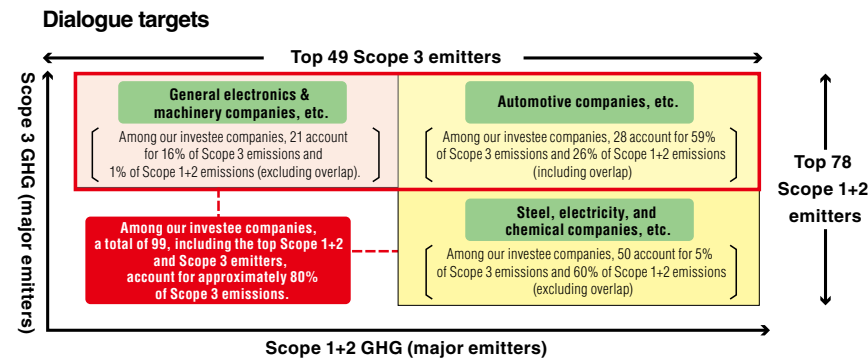 Dialogue targets
Top 49 Scope 3 emitters
Scope 3 GHG (major emitters)
General electronics &
machinery companies, etc.
Among our investee companies, 21 account
for 16% of Scope 3 emissions and
1% of Scope 1+2 emissions (excluding overlap).
Automotive companies, etc.
Among our investee companies, 28 account for 59%
of Scope 3 emissions and 26% of Scope 1+2 emissions
(including overlap)
Top 78
Scope 1+2
emitters
Among our investee companies,
a total of 99, including the top Scope 1+2
and Scope 3 emitters,
account for approximately 80%
of Scope 3 emissions.
Steel, electricity, and
chemical companies, etc.
Among our investee companies, 50 account for 5%
of Scope 3 emissions and 60% of Scope 1+2 emissions
(excluding overlap)
Scope 1+2 GHG (major emitters)